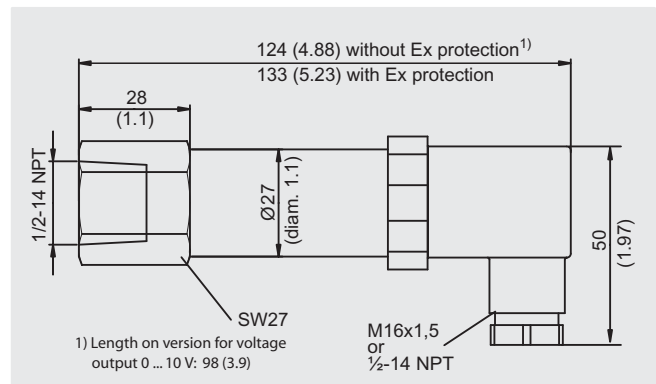 124 (4.88) without Ex protection¹⁾
133 (5.23) with Ex protection
28
(1.1)
1/2-14 NPT
Ø27
(diam. 1.1)
50
(1.97)
SW27
1) Length on version for voltage
output 0 ... 10 V: 98 (3.9)
M16x1,5
or
½-14 NPT